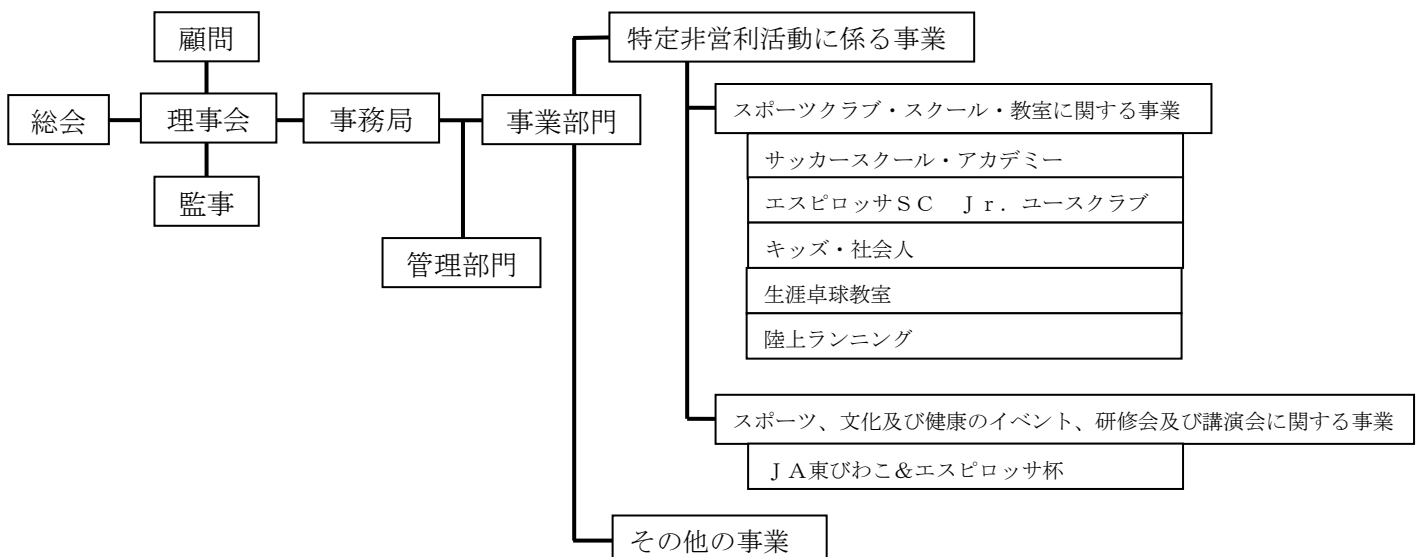 顧問
特定非営利活動に係る事業
総会
理事会
事務局
事業部門
スポーツクラブ・スクール・教室に関する事業
サッカースクール・アカデミー
監事
エスピロッサＳＣ　Ｊｒ．ユースクラブ
キッズ・社会人
管理部門
生涯卓球教室
陸上ランニング
スポーツ、文化及び健康のイベント、研修会及び講演会に関する事業
ＪＡ東びわこ＆エスピロッサ杯
その他の事業